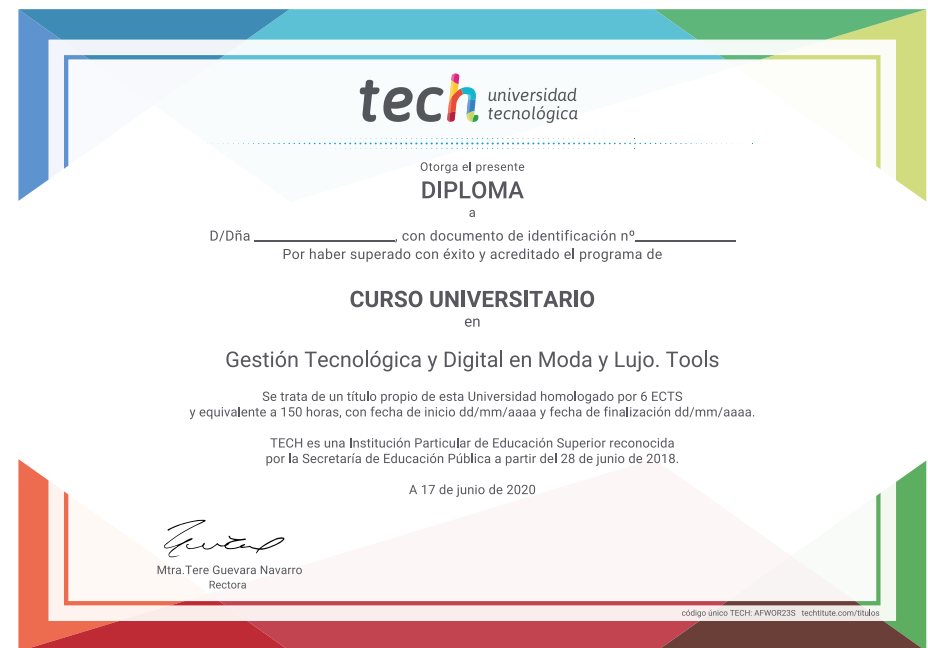 tech universidad
tecnológica
Otorga el presente
DIPLOMA
a
D/Dña , con documento de identificación nº
Por haber superado con éxito y acreditado el programa de
CURSO UNIVERSITARIO
en
Gestión Tecnológica y Digital en Moda y Lujo. Tools
Se trata de un título propio de esta Universidad homologado por 6 ECTS
y equivalente a 150 horas, con fecha de inicio dd/mm/aaaa y fecha de finalización dd/mm/aaaa.
TECH es una Institución Particular de Educación Superior reconocida
por la Secretaría de Educación Pública a partir del 28 de junio de 2018.
A 17 de junio de 2020
Mtra.Tere Guevara Navarro
Rectora
código único TECH: AFWOR23S techtitute.com/titulos